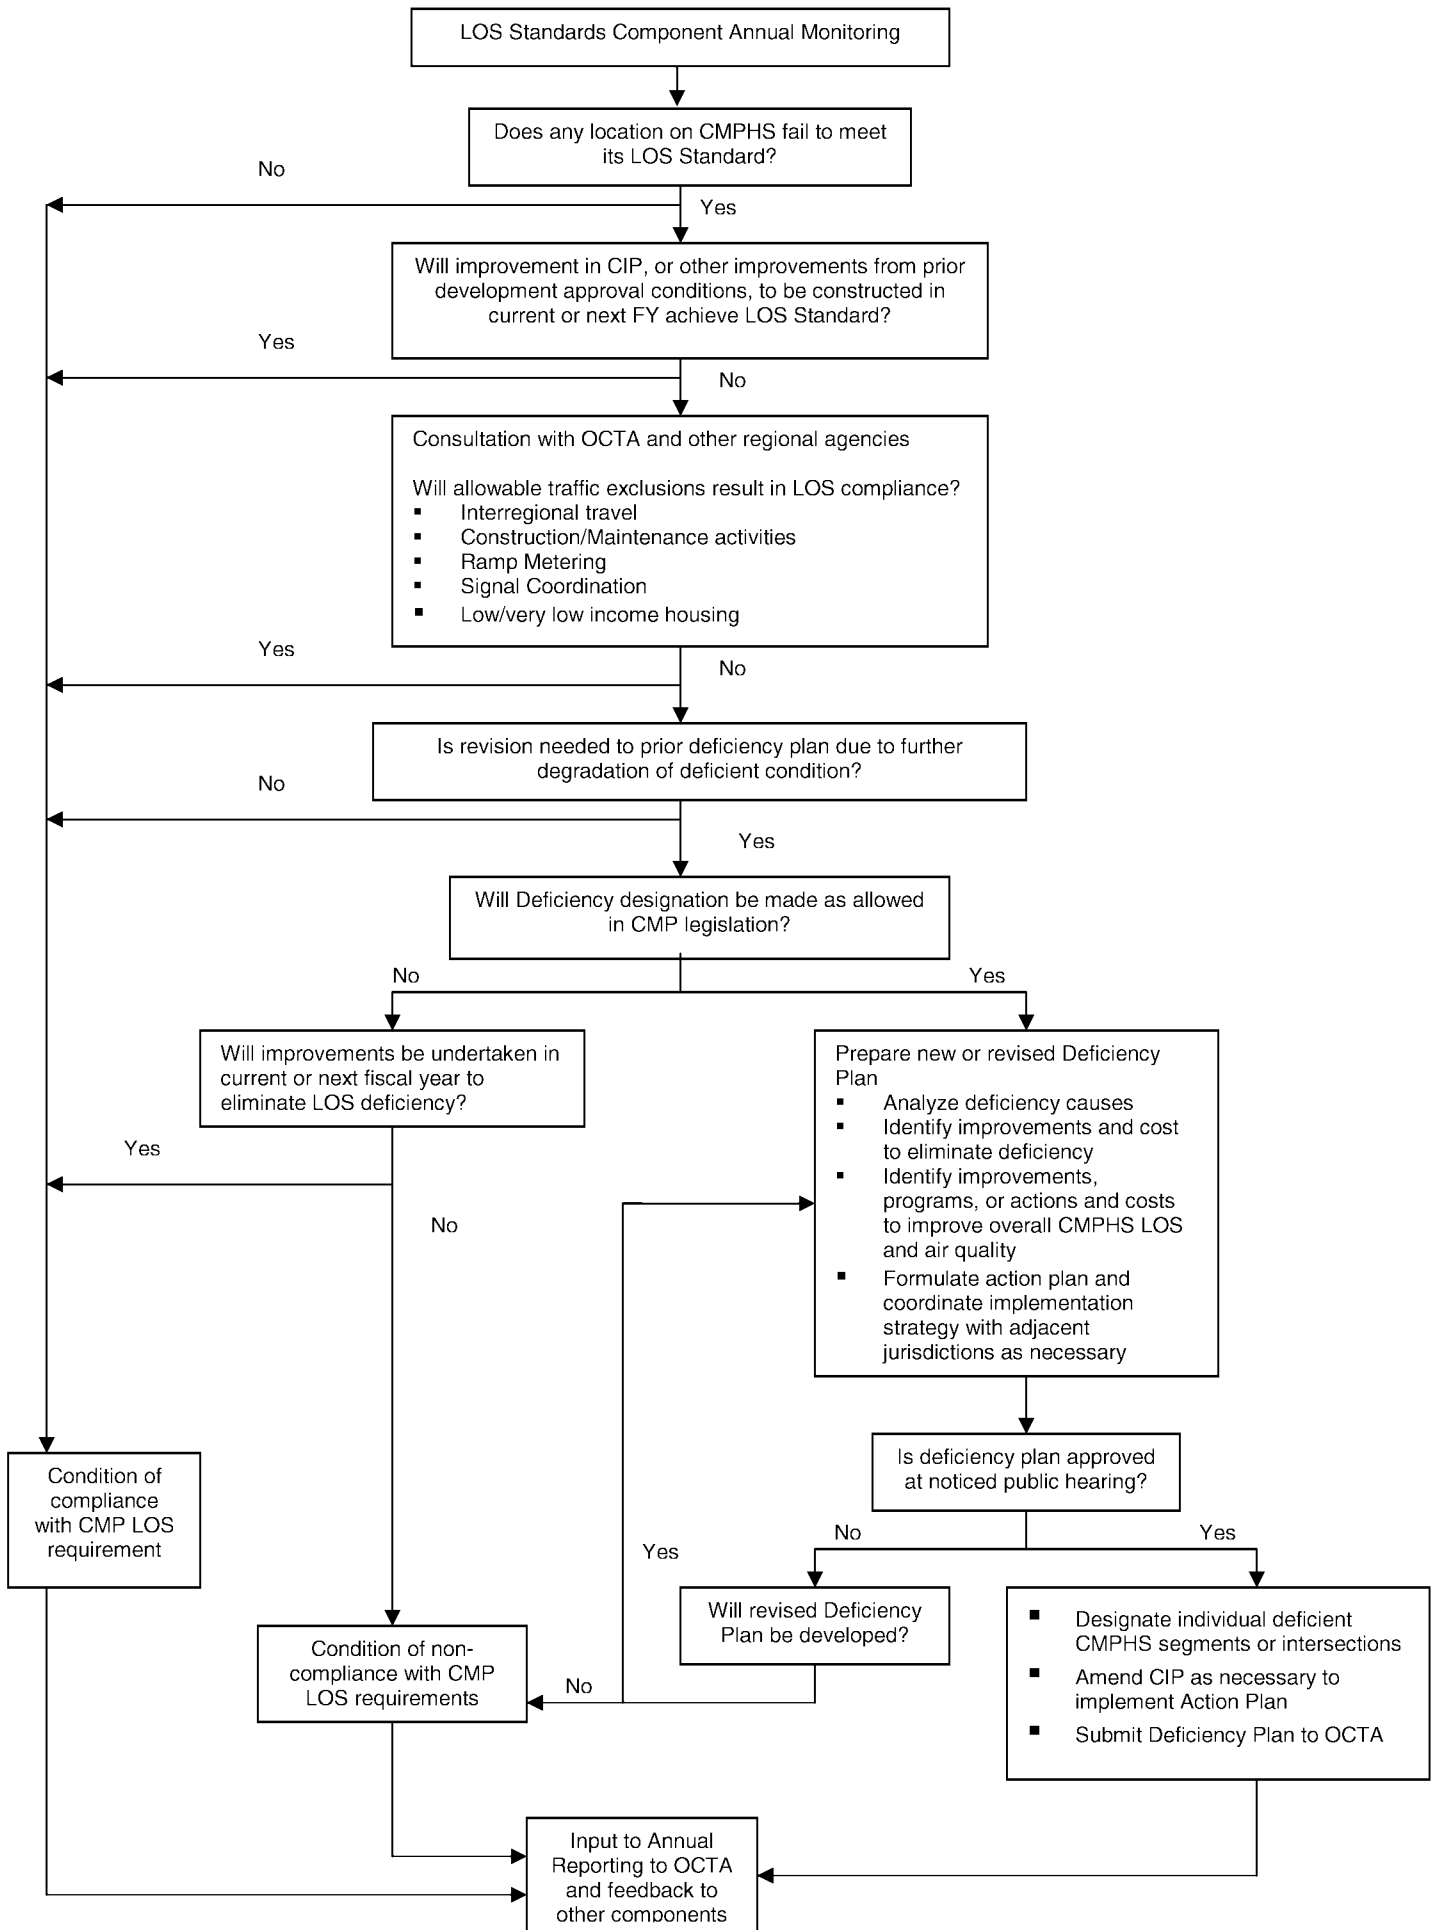 LOS Standards Component Annual Monitoring
Does any location on CMPHS fail to meet
its LOS Standard?
No
Yes
Will improvement in CIP, or other improvements from prior
development approval conditions, to be constructed in
current or next FY achieve LOS Standard?
Yes
No
Consultation with OCTA and other regional agencies
Will allowable traffic exclusions result in LOS compliance?
▪ Interregional travel
▪ Construction/Maintenance activities
▪ Ramp Metering
▪ Signal Coordination
▪ Low/very low income housing
Yes
No
Is revision needed to prior deficiency plan due to further
degradation of deficient condition?
No
Yes
Will Deficiency designation be made as allowed
in CMP legislation?
No
Yes
Will improvements be undertaken in
current or next fiscal year to
eliminate LOS deficiency?
Yes
No
Prepare new or revised Deficiency
Plan
▪ Analyze deficiency causes
▪ Identify improvements and cost
to eliminate deficiency
▪ Identify improvements,
programs, or actions and costs
to improve overall CMPHS LOS
and air quality
▪ Formulate action plan and
coordinate implementation
strategy with adjacent
jurisdictions as necessary
Is deficiency plan approved
at noticed public hearing?
No
Yes
Condition of
compliance
with CMP LOS
requirement
Yes
Will revised Deficiency
Plan be developed?
No
Condition of non-
compliance with CMP
LOS requirements
▪ Designate individual deficient
CMPHS segments or intersections
▪ Amend CIP as necessary to
implement Action Plan
▪ Submit Deficiency Plan to OCTA
Input to Annual
Reporting to OCTA
and feedback to
other components